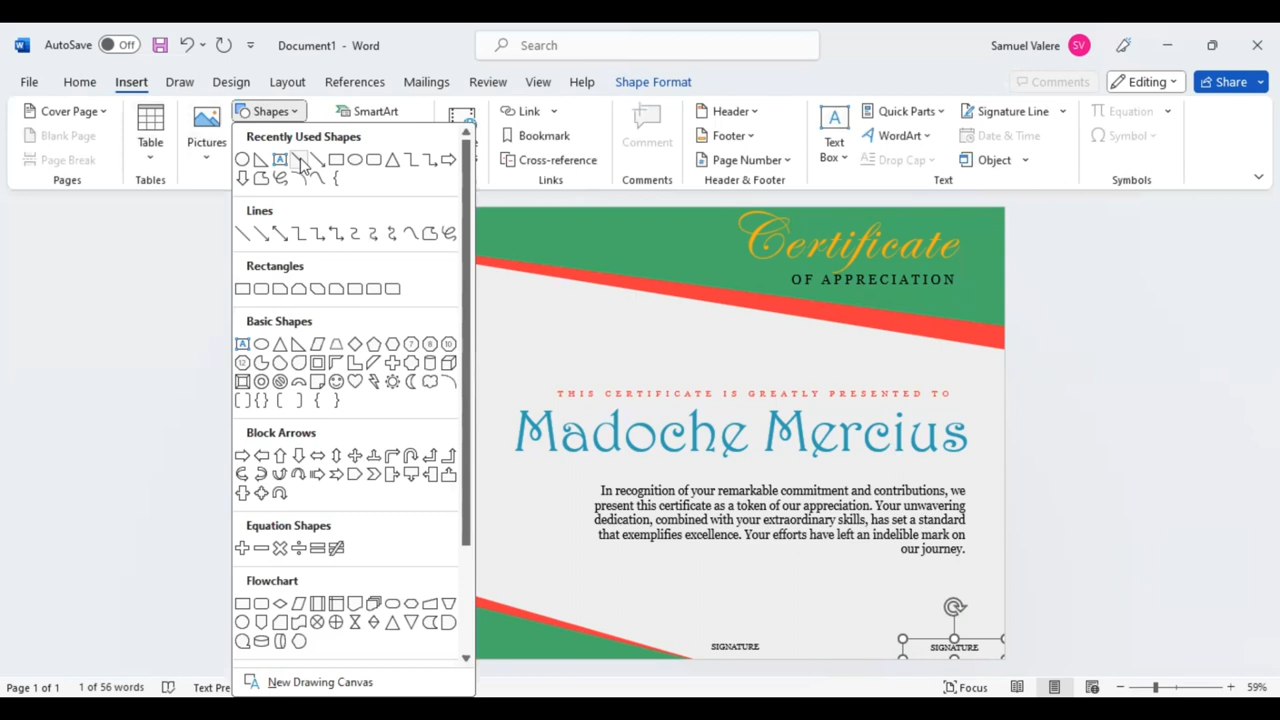 AutoSave Off Document1 - Word Search Samuel Valere SV
File Home Insert Draw Design Layout References Mailings Review View Help Shape Format Comments Editing Share
Cover Page
Blank Page
Page Break
Pages
Table
Tables
Pictures
Shapes
SmartArt
Link
Bookmark
Cross-reference
Links
Comment
Comments
Header
Footer
Page Number
Header & Footer
A
Text Box
Quick Parts
WordArt
Drop Cap
Signature Line
Date & Time
Object
Text
Equation
Symbol
Symbols
Recently Used Shapes
Lines
Rectangles
Basic Shapes
Block Arrows
Equation Shapes
Flowchart
New Drawing Canvas
Certificate
OF APPRECIATION
THIS CERTIFICATE IS GREATLY PRESENTED TO
Madoche Mercius
In recognition of your remarkable commitment and contributions, we
present this certificate as a token of our appreciation. Your unwavering
dedication, combined with your extraordinary skills, has set a standard
that exemplifies excellence. Your efforts have left an indelible mark on
our journey.
SIGNATURE SIGNATURE
Page 1 of 1 1 of 56 words Text Pre Focus 59%